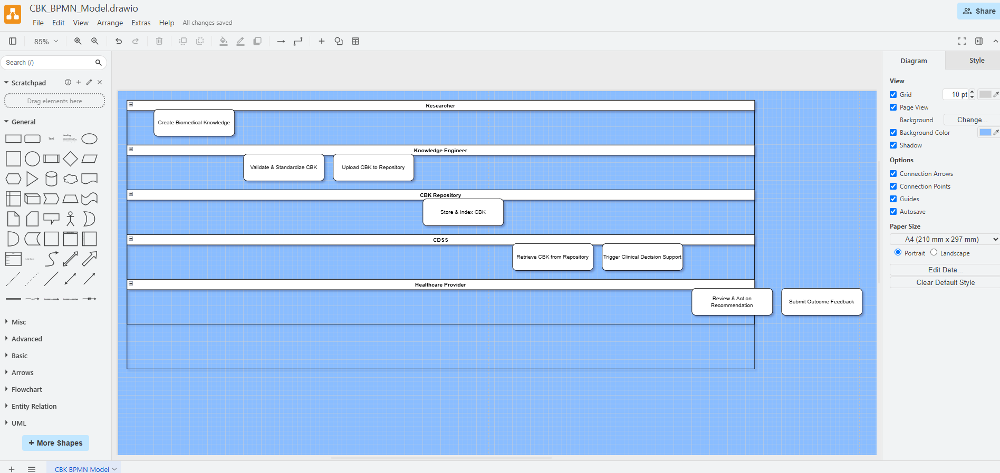 CBK_BPMN_Model.drawio
File Edit View Arrange Extras Help All changes saved
Share
85%
Search (/)
Scratchpad
Drag elements here
General
Text
Heading
Misc
Advanced
Basic
Arrows
Flowchart
Entity Relation
UML
+ More Shapes
Researcher
Create Biomedical Knowledge
Knowledge Engineer
Validate & Standardize CBK
Upload CBK to Repository
CBK Repository
Store & Index CBK
CDSS
Retrieve CBK from Repository
Trigger Clinical Decision Support
Healthcare Provider
Review & Act on
Recommendation
Submit Outcome Feedback
Diagram Style
View
Grid 10 pt
Page View
Background Change...
Background Color
Shadow
Options
Connection Arrows
Connection Points
Guides
Autosave
Paper Size
A4 (210 mm x 297 mm)
Portrait Landscape
Edit Data...
Clear Default Style
CBK BPMN Model